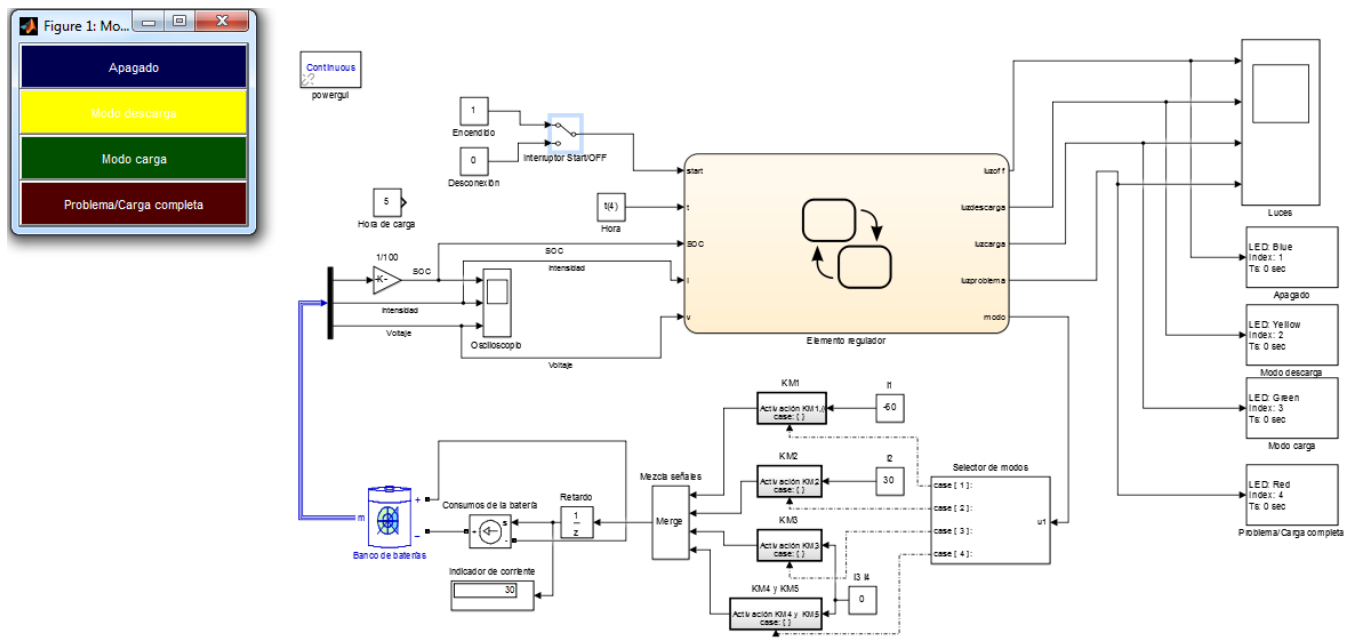 Figure 1: Mo...
Apagado
Modo descarga
Modo carga
Problema/Carga completa
Continuous
powergui
1
Encendido
0
Desconexión
Interruptor Start/OFF
5
Hora de carga
t(4)
Hora
1/100
-K-
SOC
SOC
Intensidad
Intensidad
Voltaje
Osciloscopio
Voltaje
start
t
SOC
I
v
luzoff
luzdescarga
luzcarga
luzproblema
modo
Elemento regulador
Luces
LED: Blue
Index: 1
Ts: 0 sec
Apagado
LED: Yellow
Index: 2
Ts: 0 sec
Modo descarga
LED: Green
Index: 3
Ts: 0 sec
Modo carga
LED: Red
Index: 4
Ts: 0 sec
Problema/Carga completa
KM1
Activación KM1,(
case: { }
I1
-60
KM2
Activación KM2
case: { }
I2
30
KM3
Activación KM3
case: { }
KM4 y KM5
Activación KM4 y KM5
case: { }
I3 I4
0
Selector de modos
case [ 1 ]:
case [ 2 ]:
case [ 3 ]:
case [ 4 ]:
u1
Mezcla señales
Merge
Retardo
1
z
Consumos de la batería
s
+
-
m
+
-
Banco de baterías
Indicador de corriente
30